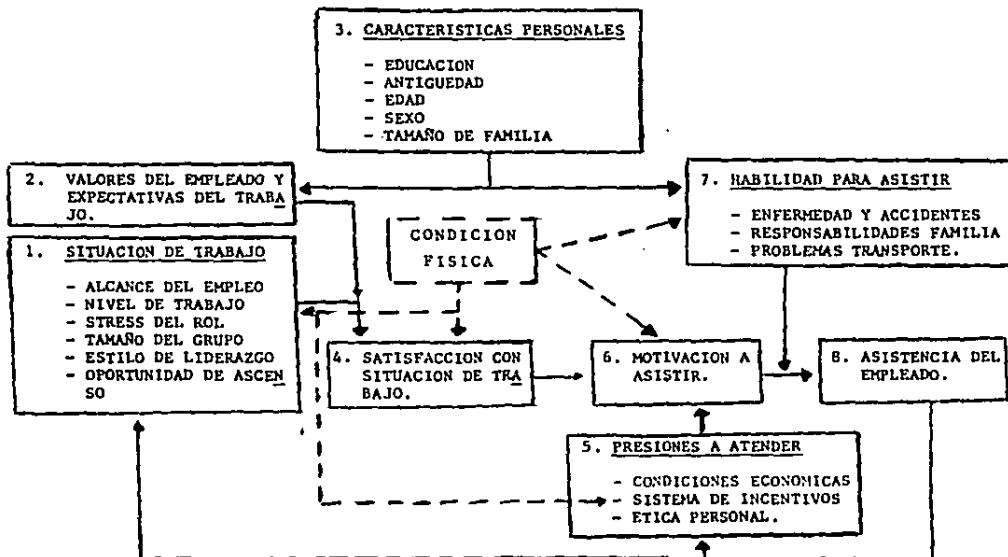 3. CARACTERISTICAS PERSONALES
- EDUCACION
- ANTIGUEDAD
- EDAD
- SEXO
- TAMAÑO DE FAMILIA
2. VALORES DEL EMPLEADO Y
EXPECTATIVAS DEL TRABA
JO.
1. SITUACION DE TRABAJO
- ALCANCE DEL EMPLEO
- NIVEL DE TRABAJO
- STRESS DEL ROL
- TAMAÑO DEL GRUPO
- ESTILO DE LIDERAZGO
- OPORTUNIDAD DE ASCEN
SO
CONDICION
FISICA
7. HABILIDAD PARA ASISTIR
- ENFERMEDAD Y ACCIDENTES
- RESPONSABILIDADES FAMILIA
- PROBLEMAS TRANSPORTE.
4. SATISFACCION CON
SITUACION DE TRA
BAJO.
6. MOTIVACION A
ASISTIR.
8. ASISTENCIA DEL
EMPLEADO.
5. PRESIONES A ATENDER
- CONDICIONES ECONOMICAS
- SISTEMA DE INCENTIVOS
- ETICA PERSONAL.